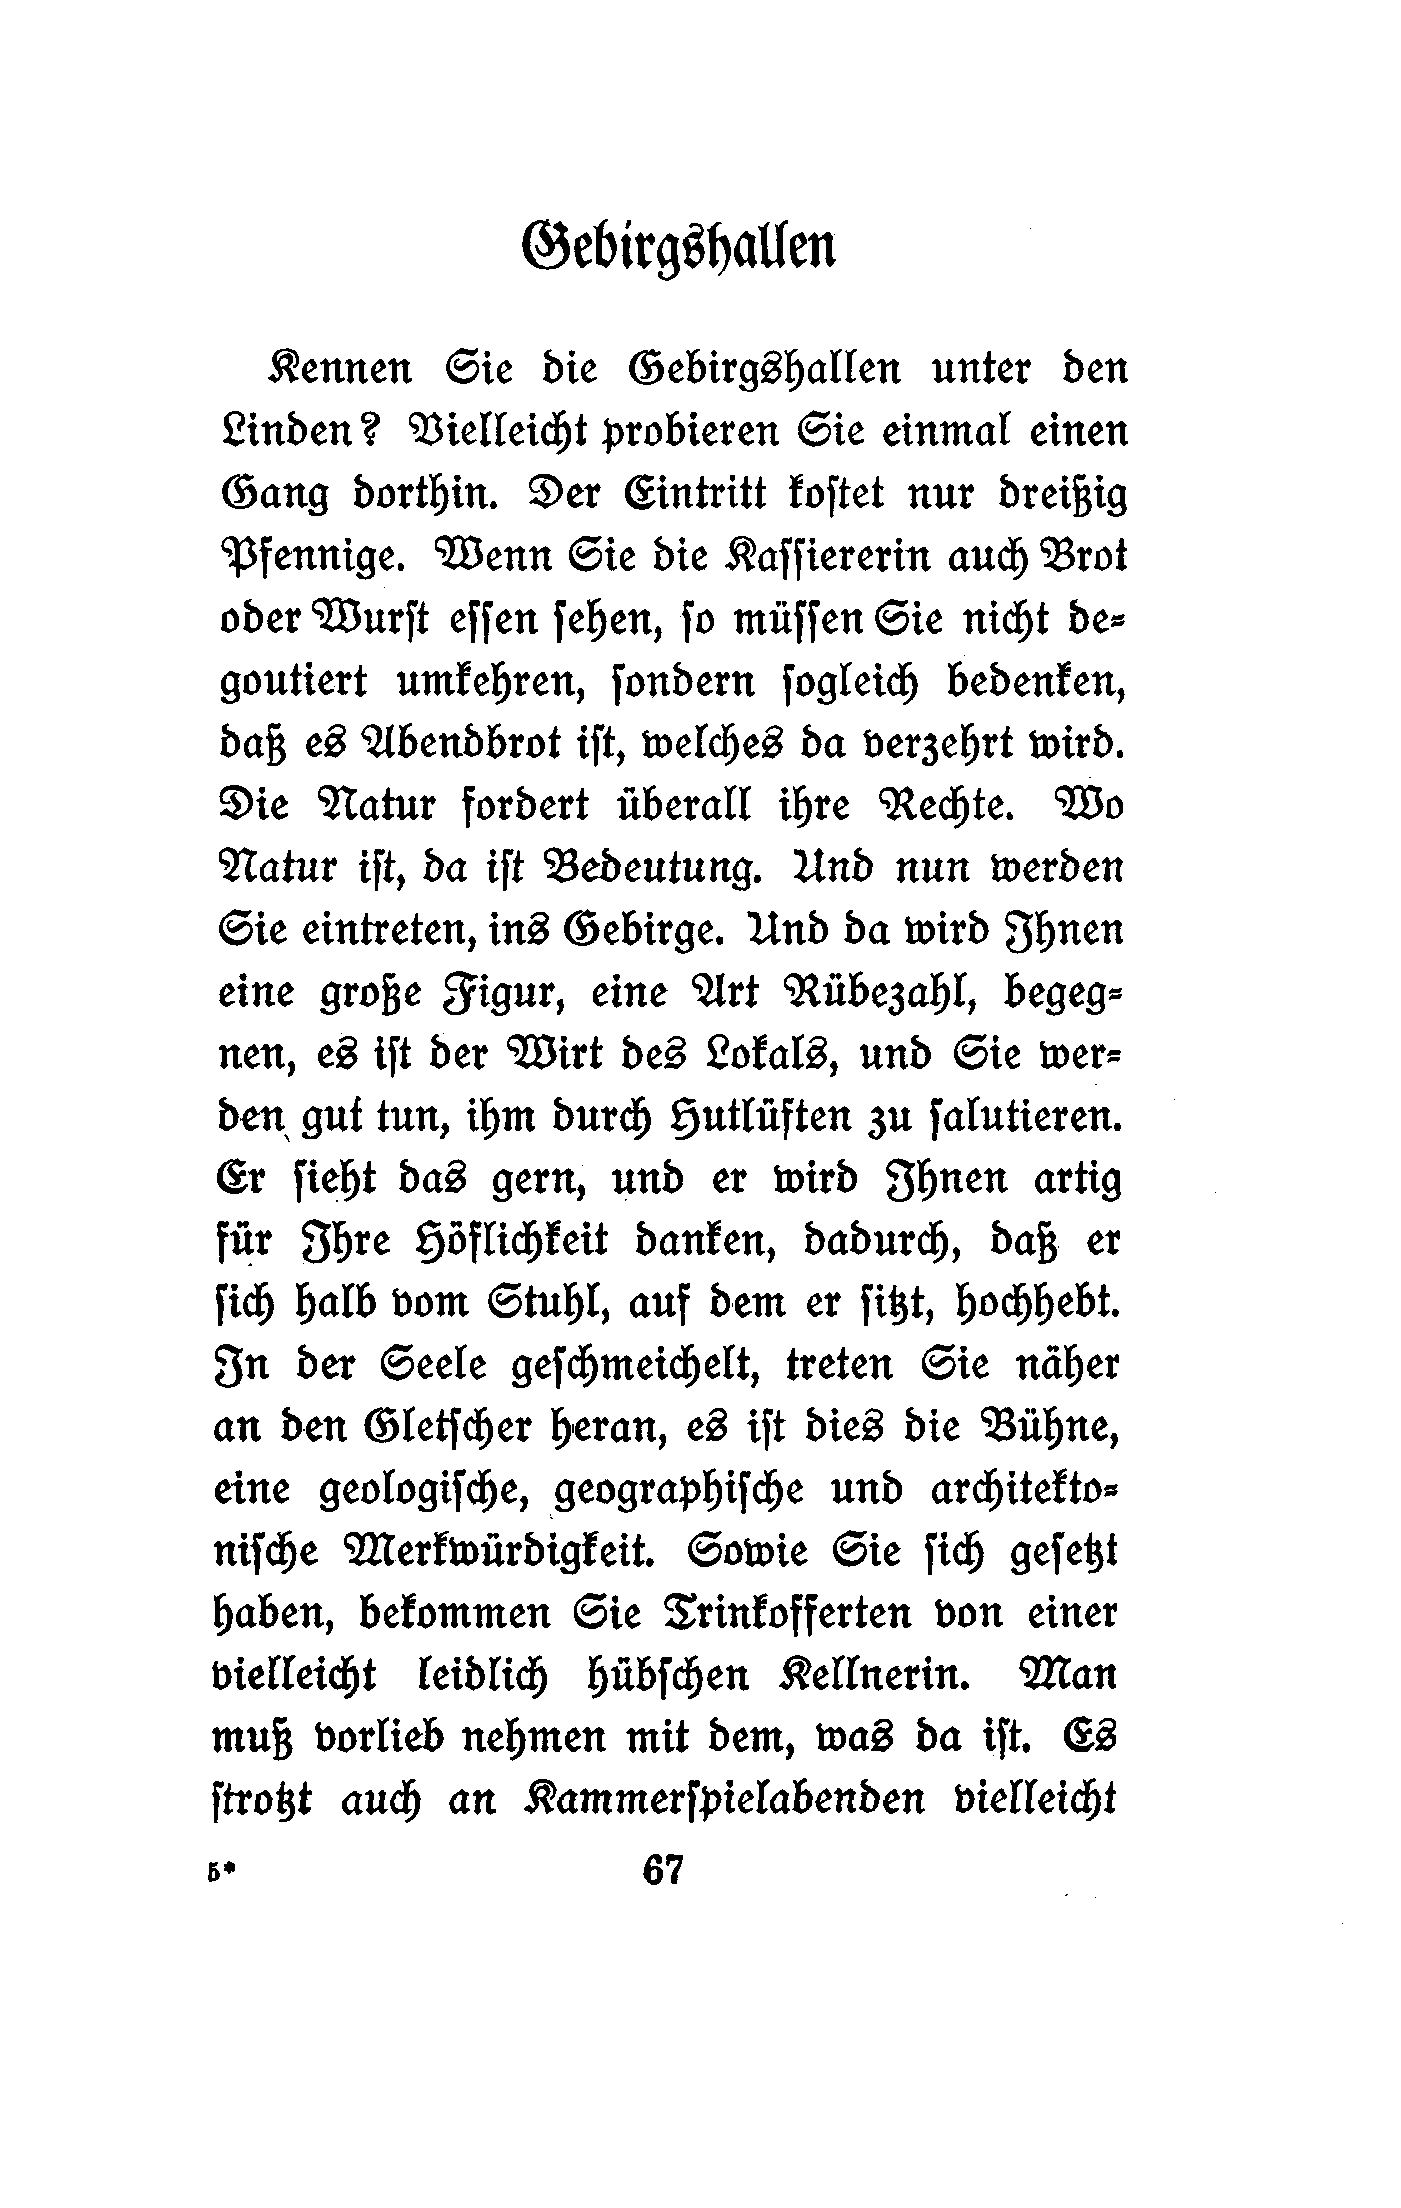 Gebirgshallen
Kennen Sie die Gebirgshallen unter den
Linden? Vielleicht probieren Sie einmal einen
Gang dorthin. Der Eintritt koſtet nur dreißig
Pfennige. Wenn Sie die Kaſſiererin auch Brot
oder Wurſt eſſen ſehen, ſo müſſen Sie nicht de⸗
goutiert umkehren, ſondern ſogleich bedenken,
daß es Abendbrot iſt, welches da verzehrt wird.
Die Natur fordert überall ihre Rechte. Wo
Natur iſt, da iſt Bedeutung. Und nun werden
Sie eintreten, ins Gebirge. Und da wird Ihnen
eine große Figur, eine Art Rübezahl, begeg⸗
nen, es iſt der Wirt des Lokals, und Sie wer⸗
den gut tun, ihm durch Hutlüften zu ſalutieren.
Er ſieht das gern, und er wird Ihnen artig
für Ihre Höflichkeit danken, dadurch, daß er
ſich halb vom Stuhl, auf dem er ſitzt, hochhebt.
In der Seele geſchmeichelt, treten Sie näher
an den Gletſcher heran, es iſt dies die Bühne,
eine geologiſche, geographiſche und architekto⸗
niſche Merkwürdigkeit. Sowie Sie ſich geſetzt
haben, bekommen Sie Trinkofferten von einer
vielleicht leidlich hübſchen Kellnerin. Man
muß vorlieb nehmen mit dem, was da iſt. Es
ſtrotzt auch an Kammerſpielabenden vielleicht
5* 67